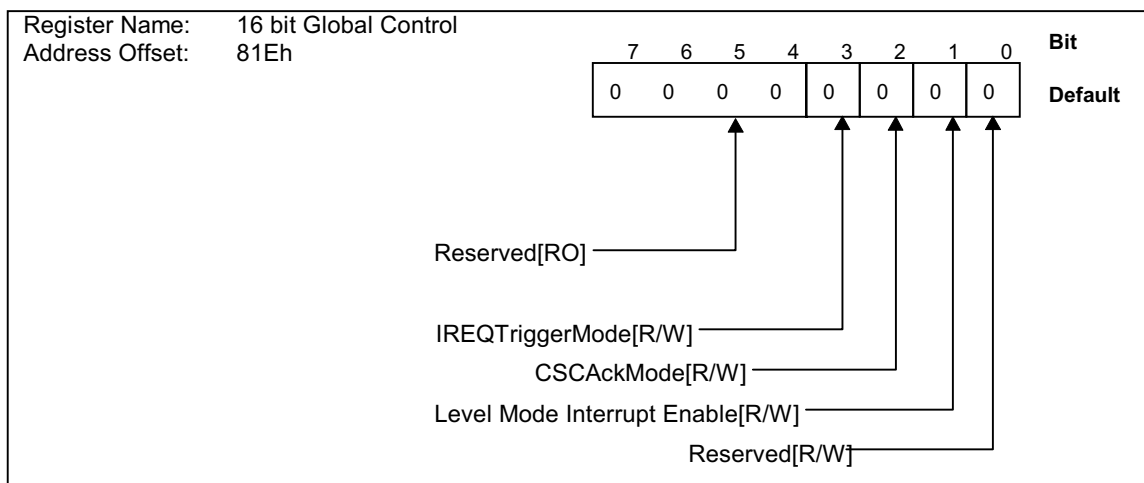 Register Name: 16 bit Global Control
Address Offset: 81Eh
7 6 5 4 3 2 1 0 Bit
0 0 0 0 0 0 0 0 Default
Reserved[RO]
IREQTriggerMode[R/W]
CSCAckMode[R/W]
Level Mode Interrupt Enable[R/W]
Reserved[R/W]